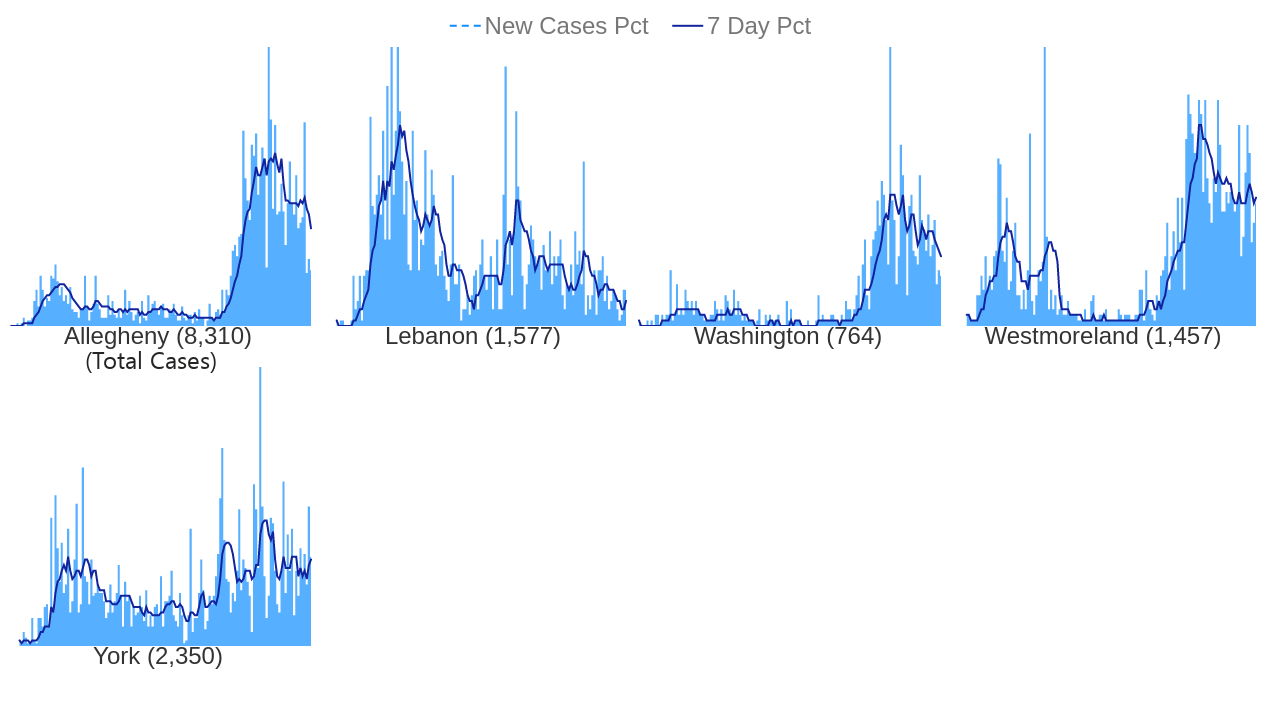 New Cases Pct 7 Day Pct
Allegheny (8,310) Lebanon (1,577) Washington (764) Westmoreland (1,457)
(Total Cases)
York (2,350)